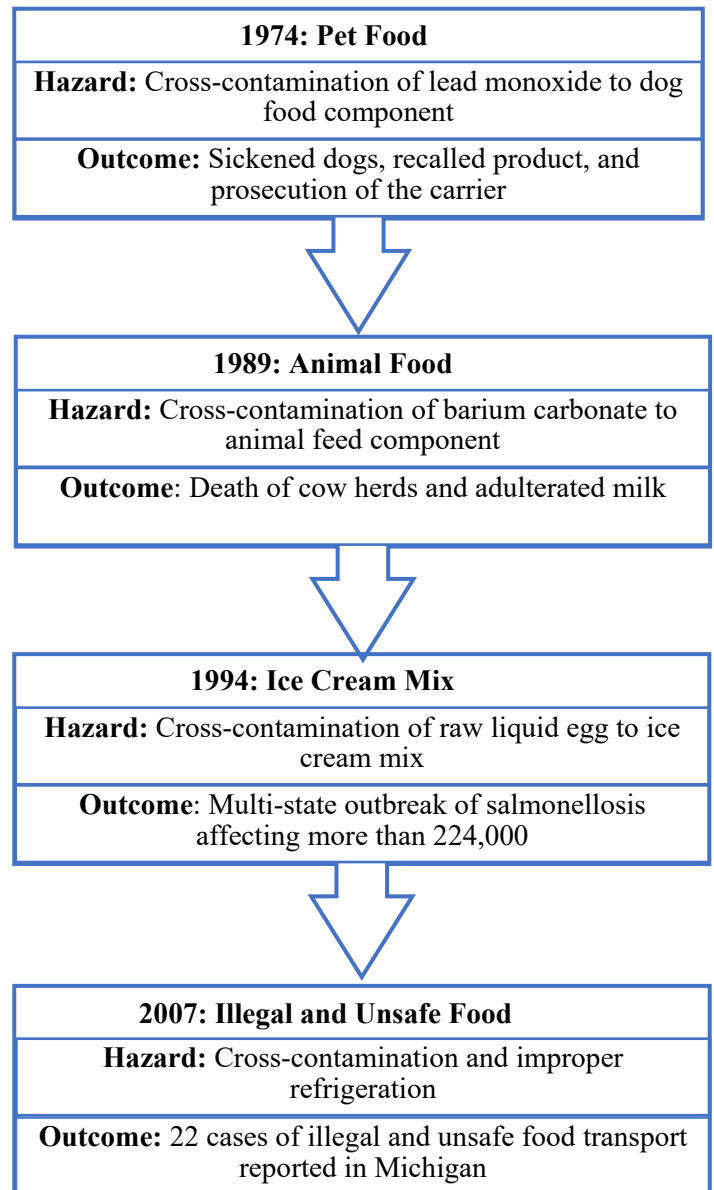 1974: Pet Food
Hazard: Cross-contamination of lead monoxide to dog
food component
Outcome: Sickened dogs, recalled product, and
prosecution of the carrier
1989: Animal Food
Hazard: Cross-contamination of barium carbonate to
animal feed component
Outcome: Death of cow herds and adulterated milk
1994: Ice Cream Mix
Hazard: Cross-contamination of raw liquid egg to ice
cream mix
Outcome: Multi-state outbreak of salmonellosis
affecting more than 224,000
2007: Illegal and Unsafe Food
Hazard: Cross-contamination and improper
refrigeration
Outcome: 22 cases of illegal and unsafe food transport
reported in Michigan